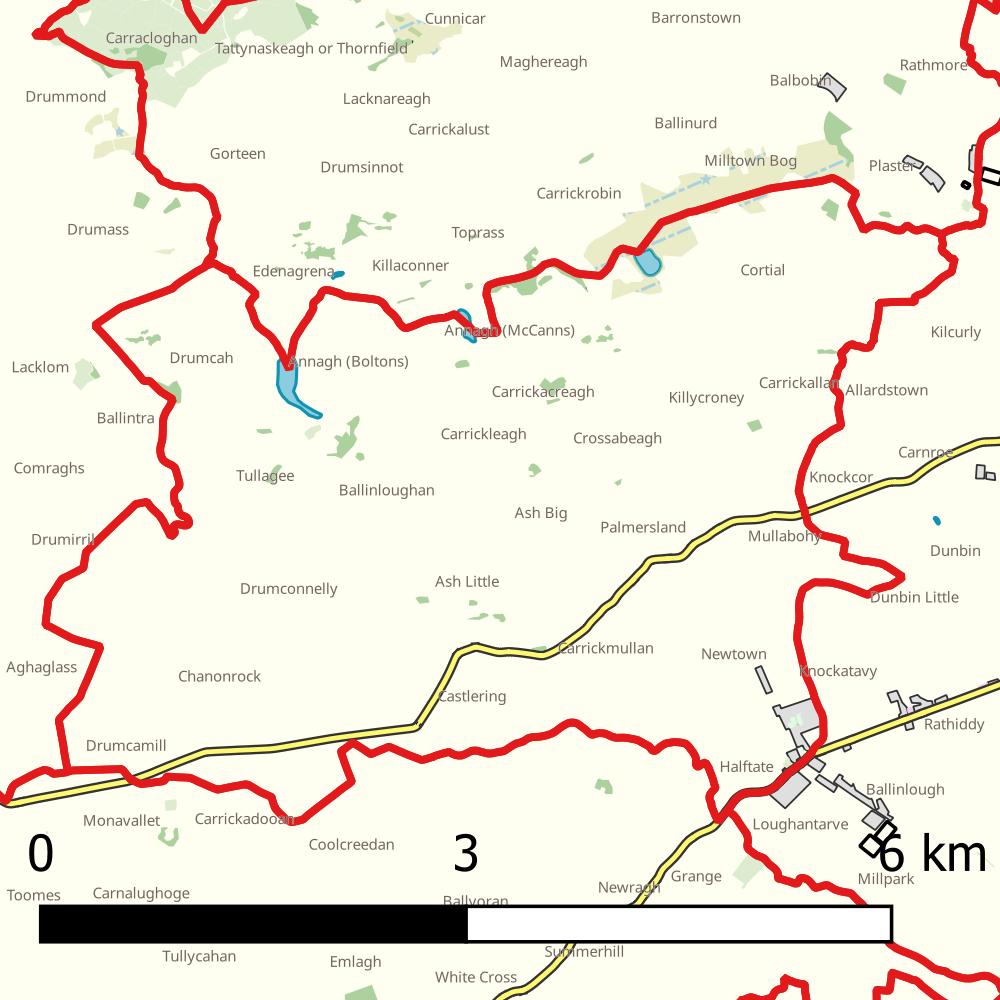 Cunnicar
Barronstown
Carracloghan
Tattynaskeagh or Thornfield
Maghereagh
Rathmore
Balbobin
Drummond
Lacknareagh
Carrickalust
Ballinurd
Gorteen
Drumsinnot
Milltown Bog
Plaster
Carrickrobin
Drumass
Toprass
Edenagrena
Killaconner
Cortial
Annagh (McCanns)
Kilcurly
Drumcah
Annagh (Boltons)
Lacklom
Carrickacreagh
Killycroney
Carrickallan
Allardstown
Ballintra
Carrickleagh
Crossabeagh
Carnroe
Comraghs
Tullagee
Ballinloughan
Knockcor
Ash Big
Palmersland
Mullabohy
Drumirril
Dunbin
Drumconnelly
Ash Little
Dunbin Little
Carrickmullan
Newtown
Aghaglass
Chanonrock
Knockatavy
Castlering
Rathiddy
Drumcamill
Halftate
Ballinlough
Monavallet
Carrickadooan
Loughantarve
Coolcreedan
0 3 6 km
Grange
Millpark
Toomes
Carnalughoge
Newragh
Ballyoran
Summerhill
Tullycahan
Emlagh
White Cross